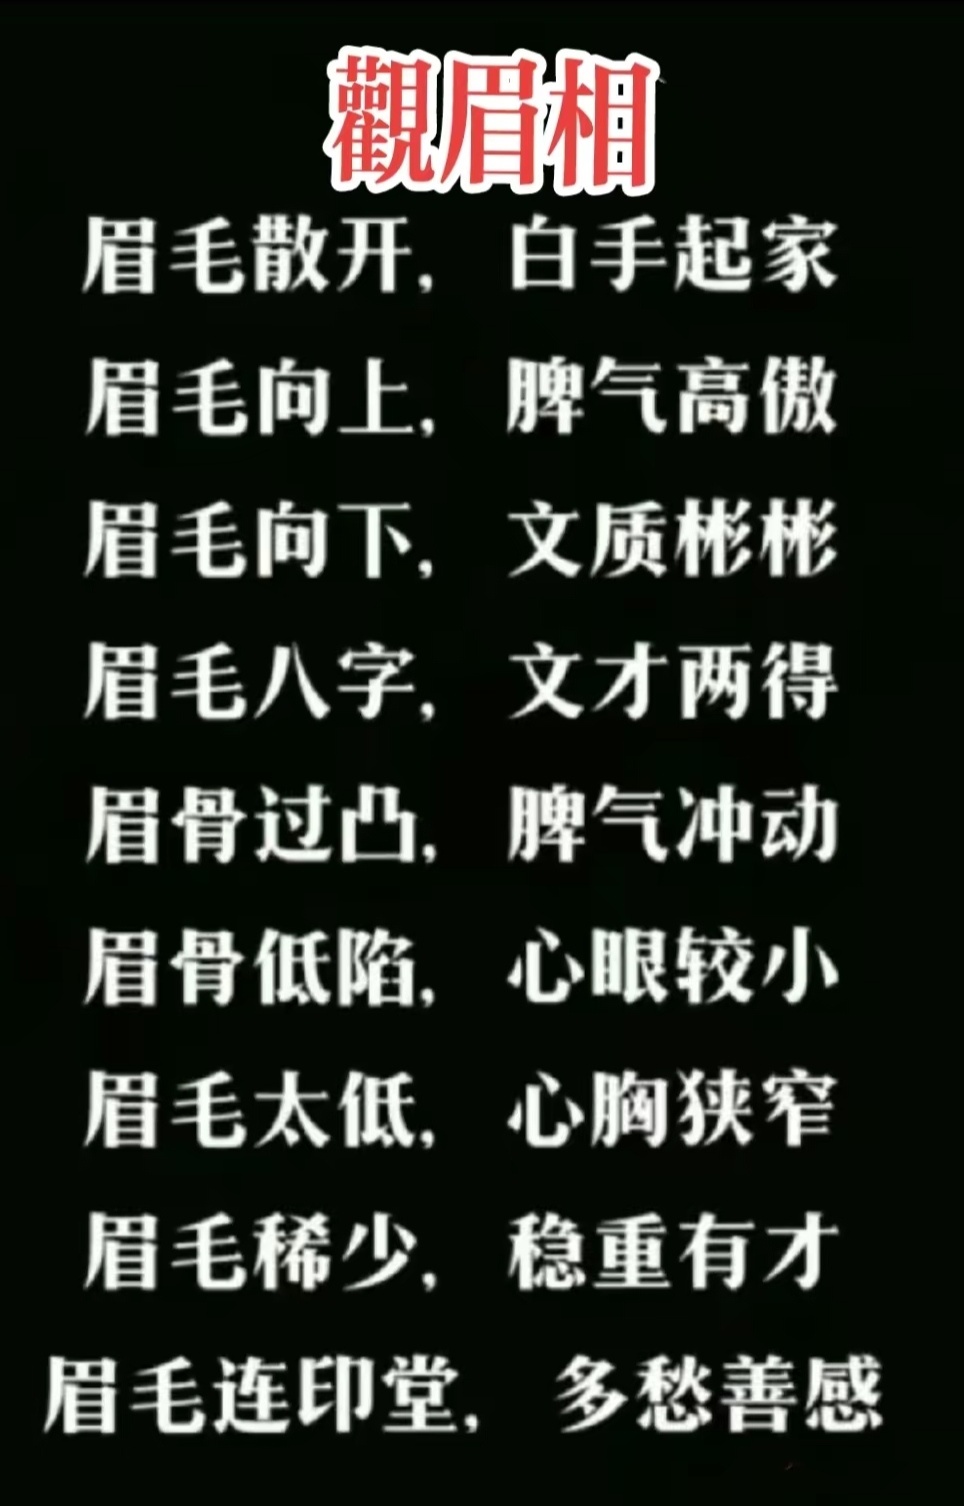 觀眉相
眉毛散开， 白手起家
眉毛向上， 脾气高傲
眉毛向下， 文质彬彬
眉毛八字， 文才两得
眉骨过凸， 脾气冲动
眉骨低陷， 心眼较小
眉毛太低， 心胸狭窄
眉毛稀少， 稳重有才
眉毛连印堂， 多愁善感